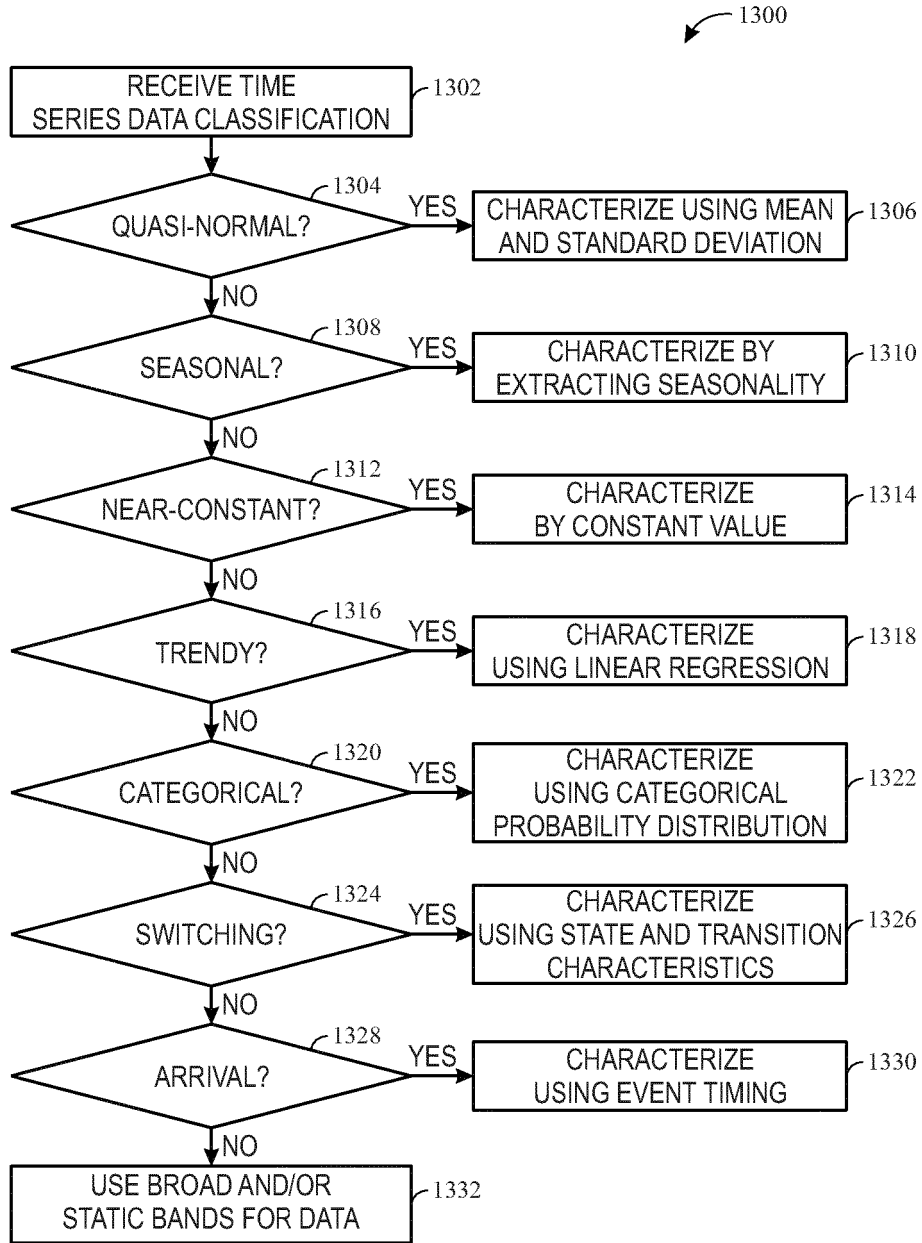 1300
RECEIVE TIME
SERIES DATA CLASSIFICATION
1302
1304
QUASI-NORMAL?
YES
CHARACTERIZE USING MEAN
AND STANDARD DEVIATION
1306
NO
1308
SEASONAL?
YES
CHARACTERIZE BY
EXTRACTING SEASONALITY
1310
NO
1312
NEAR-CONSTANT?
YES
CHARACTERIZE
BY CONSTANT VALUE
1314
NO
1316
TRENDY?
YES
CHARACTERIZE
USING LINEAR REGRESSION
1318
NO
1320
CATEGORICAL?
YES
CHARACTERIZE
USING CATEGORICAL
PROBABILITY DISTRIBUTION
1322
NO
1324
SWITCHING?
YES
CHARACTERIZE
USING STATE AND TRANSITION
CHARACTERISTICS
1326
NO
1328
ARRIVAL?
YES
CHARACTERIZE
USING EVENT TIMING
1330
NO
USE BROAD AND/OR
STATIC BANDS FOR DATA
1332